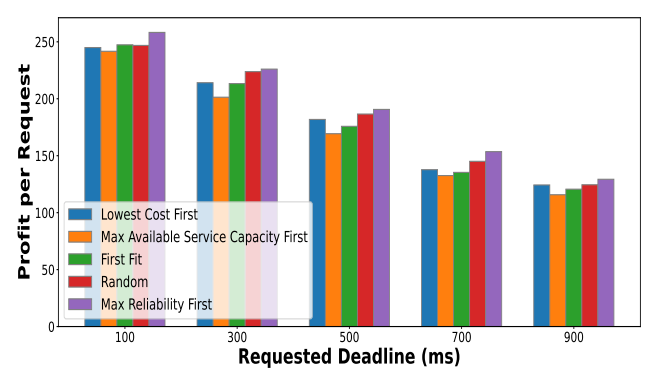 Profit per Request
250
200
150
100
50
0
Lowest Cost First
Max Available Service Capacity First
First Fit
Random
Max Reliability First
100 300 500 700 900
Requested Deadline (ms)